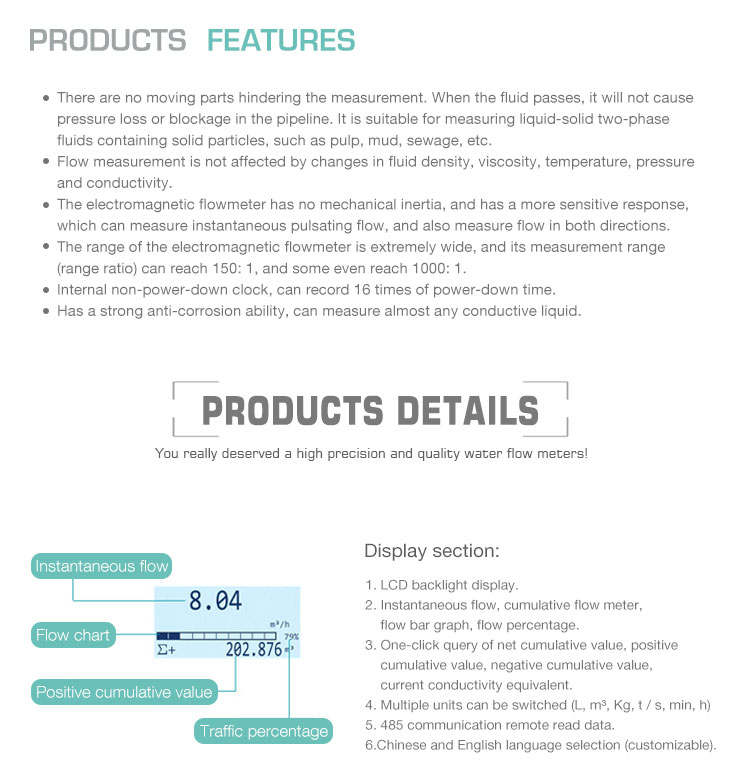 PRODUCTS FEATURES
• There are no moving parts hindering the measurement. When the fluid passes, it will not cause
pressure loss or blockage in the pipeline. It is suitable for measuring liquid-solid two-phase
fluids containing solid particles, such as pulp, mud, sewage, etc.
• Flow measurement is not affected by changes in fluid density, viscosity, temperature, pressure
and conductivity.
• The electromagnetic flowmeter has no mechanical inertia, and has a more sensitive response,
which can measure instantaneous pulsating flow, and also measure flow in both directions.
• The range of the electromagnetic flowmeter is extremely wide, and its measurement range
(range ratio) can reach 150: 1, and some even reach 1000: 1.
• Internal non-power-down clock, can record 16 times of power-down time.
• Has a strong anti-corrosion ability, can measure almost any conductive liquid.
PRODUCTS DETAILS
You really deserved a high precision and quality water flow meters!
Instantaneous flow
8.04
m³/h
Flow chart
79%
Σ+ 202.876 m³
Positive cumulative value
Traffic percentage
Display section:
1. LCD backlight display.
2. Instantaneous flow, cumulative flow meter,
flow bar graph, flow percentage.
3. One-click query of net cumulative value, positive
cumulative value, negative cumulative value,
current conductivity equivalent.
4. Multiple units can be switched (L, m³, Kg, t / s, min, h)
5. 485 communication remote read data.
6.Chinese and English language selection (customizable).